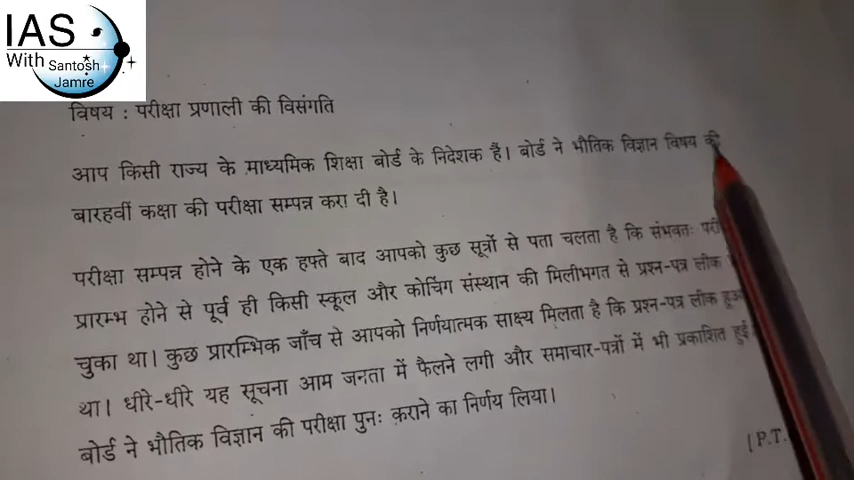 IAS
With Santosh
Jamre
विषय : परीक्षा प्रणाली की विसंगति
आप किसी राज्य के माध्यमिक शिक्षा बोर्ड के निदेशक हैं। बोर्ड ने भौतिक विज्ञान विषय की
बारहवीं कक्षा की परीक्षा सम्पन्न करा दी है।
परीक्षा सम्पन्न होने के एक हफ्ते बाद आपको कुछ सूत्रों से पता चलता है कि संभवतः
प्रारम्भ होने से पूर्व ही किसी स्कूल और कोचिंग संस्थान की मिलीभगत से प्रश्न-पत्र लीक
चुका था। कुछ प्रारम्भिक जाँच से आपको निर्णयात्मक साक्ष्य मिलता है कि प्रश्न-पत्र लीक
था। धीरे-धीरे यह सूचना आम जनता में फैलने लगी और समाचार-पत्रों में भी प्रकाशित हुई
बोर्ड ने भौतिक विज्ञान की परीक्षा पुनः कराने का निर्णय लिया।
[ P.T.